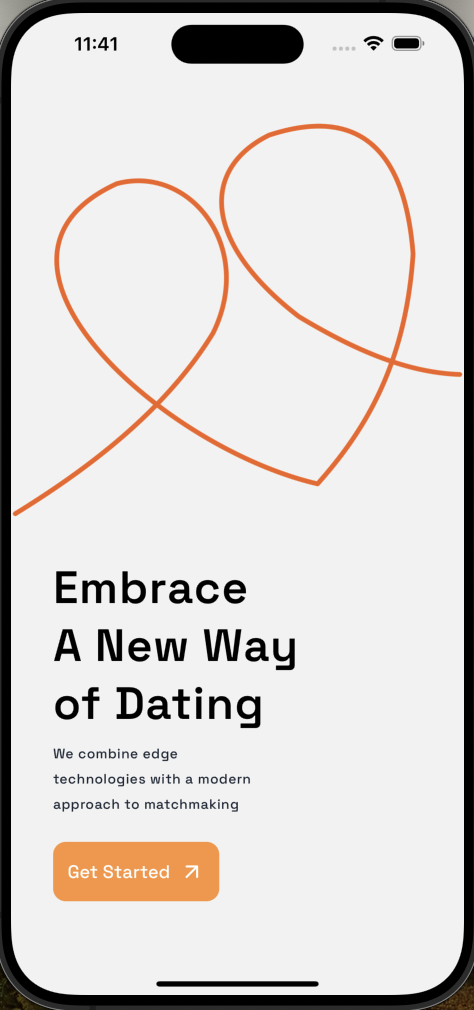 11:41
Embrace
A New Way
of Dating
We combine edge
technologies with a modern
approach to matchmaking
Get Started